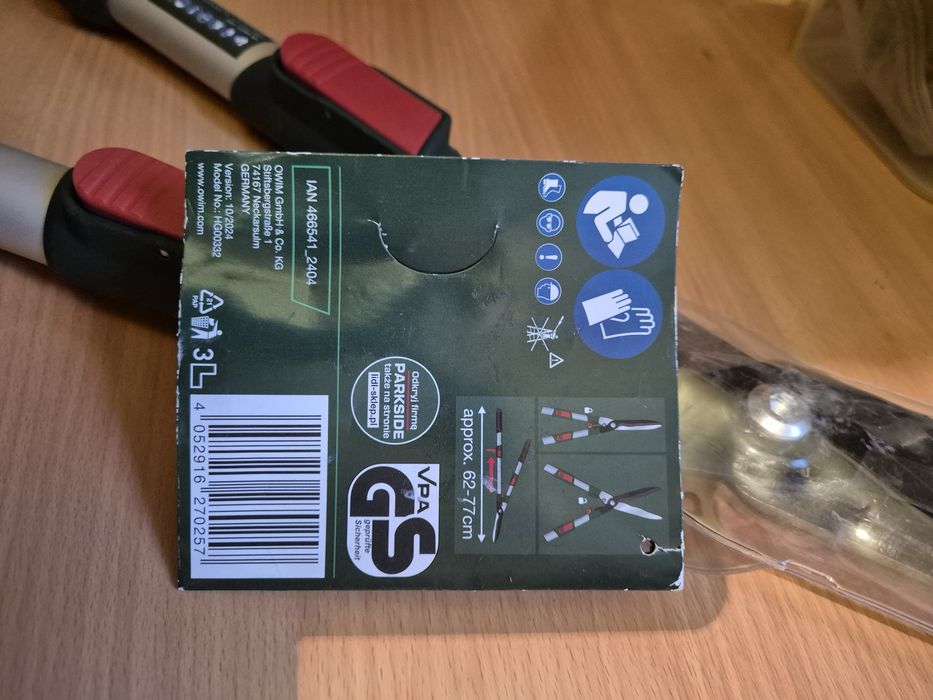 IAN 466541_2404
OWIM GmbH & Co. KG
Stiftsbergstraße 1
74167 Neckarsulm
GERMANY
Version: 10/2024
Model No.: HG00332
www.owim.com
21
PAP
3L
Odkryj firmę
PARKSIDE
także na stronie
lidl-sklep.pl
VPA
GS
geprüfte
Sicherheit
approx. 62-77cm
4 052916 270257